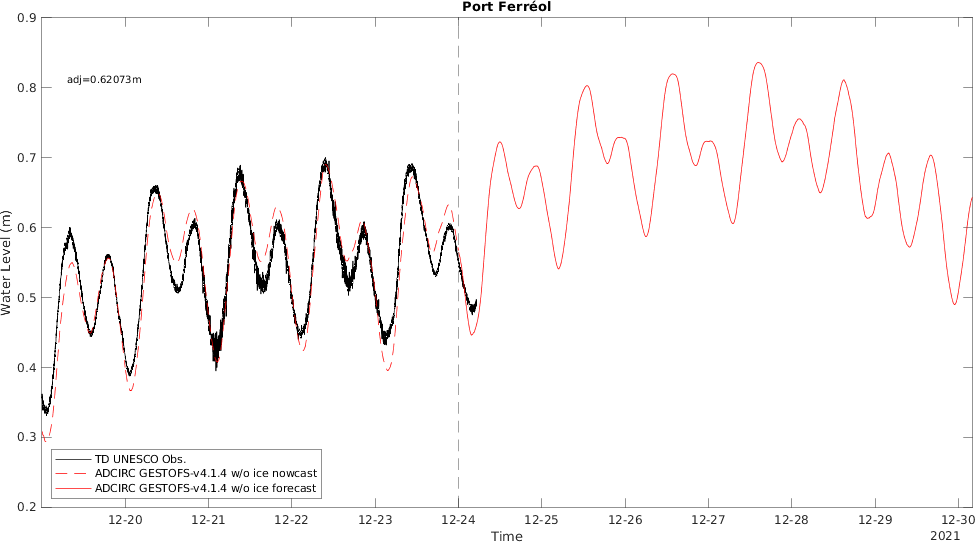 Port Ferréol
0.9
0.8
0.7
0.6
0.5
0.4
0.3
0.2
Water Level (m)
adj=0.62073m
TD UNESCO Obs.
ADCIRC GESTOFS-v4.1.4 w/o ice nowcast
ADCIRC GESTOFS-v4.1.4 w/o ice forecast
12-20 12-21 12-22 12-23 12-24 12-25 12-26 12-27 12-28 12-29 12-30
Time
2021